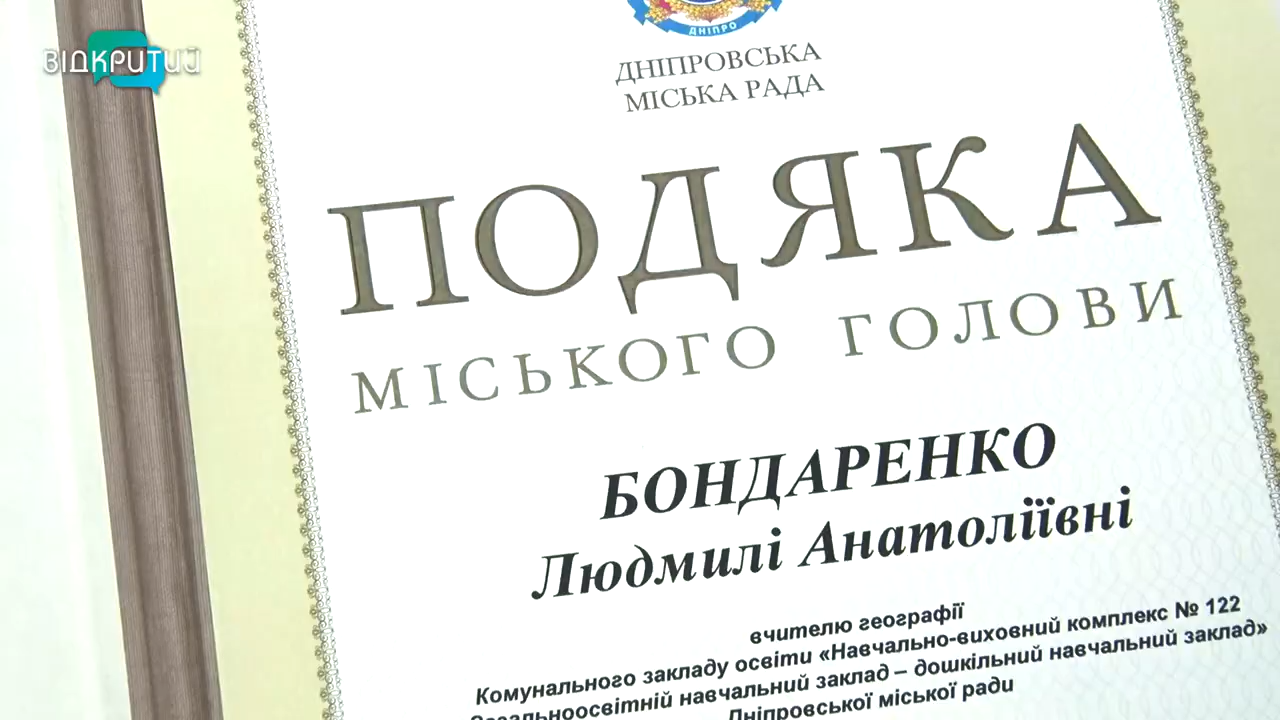 ВІДКРИТИЙ
ДНІПРО
ДНІПРОВСЬКА
МІСЬКА РАДА
ПОДЯКА
МІСЬКОГО ГОЛОВИ
БОНДАРЕНКО
Людмилі Анатоліївні
вчителю географії
Комунального закладу освіти «Навчально-виховний комплекс № 122
навчальний заклад – дошкільний навчальний заклад»
Дніпровської міської ради